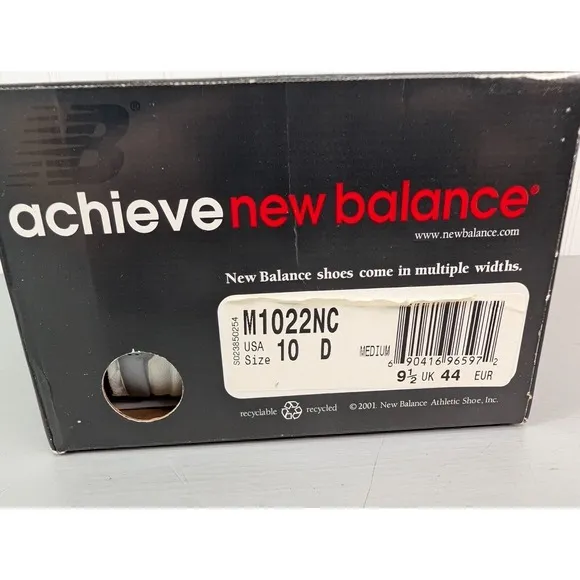 NB
achieve new balance®
www.newbalance.com
New Balance shoes come in multiple widths.
S023850254
M1022NC
USA Size 10 D MEDIUM
6 90416 96597 2
9½ UK 44 EUR
recyclable recycled ©2001 New Balance Athletic Shoe, Inc.